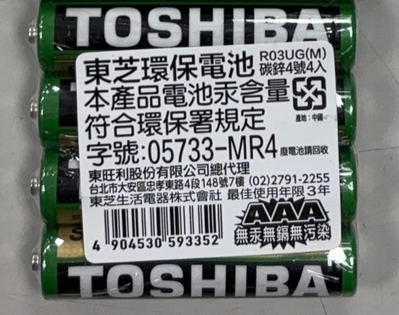 TOSHIBA
東芝環保電池
R03UG(M)
碳鋅4號4入
本產品電池汞含量
符合環保署規定
產地：中國
字號:05733-MR4 廢電池請回收
東旺利股份有限公司總代理
台北市大安區忠孝東路4段148號7樓 (02)2791-2255
東芝生活電器株式會社 最佳使用年限3年
4 904530 593352
AAA
無汞無鎘無污染
TOSHIBA